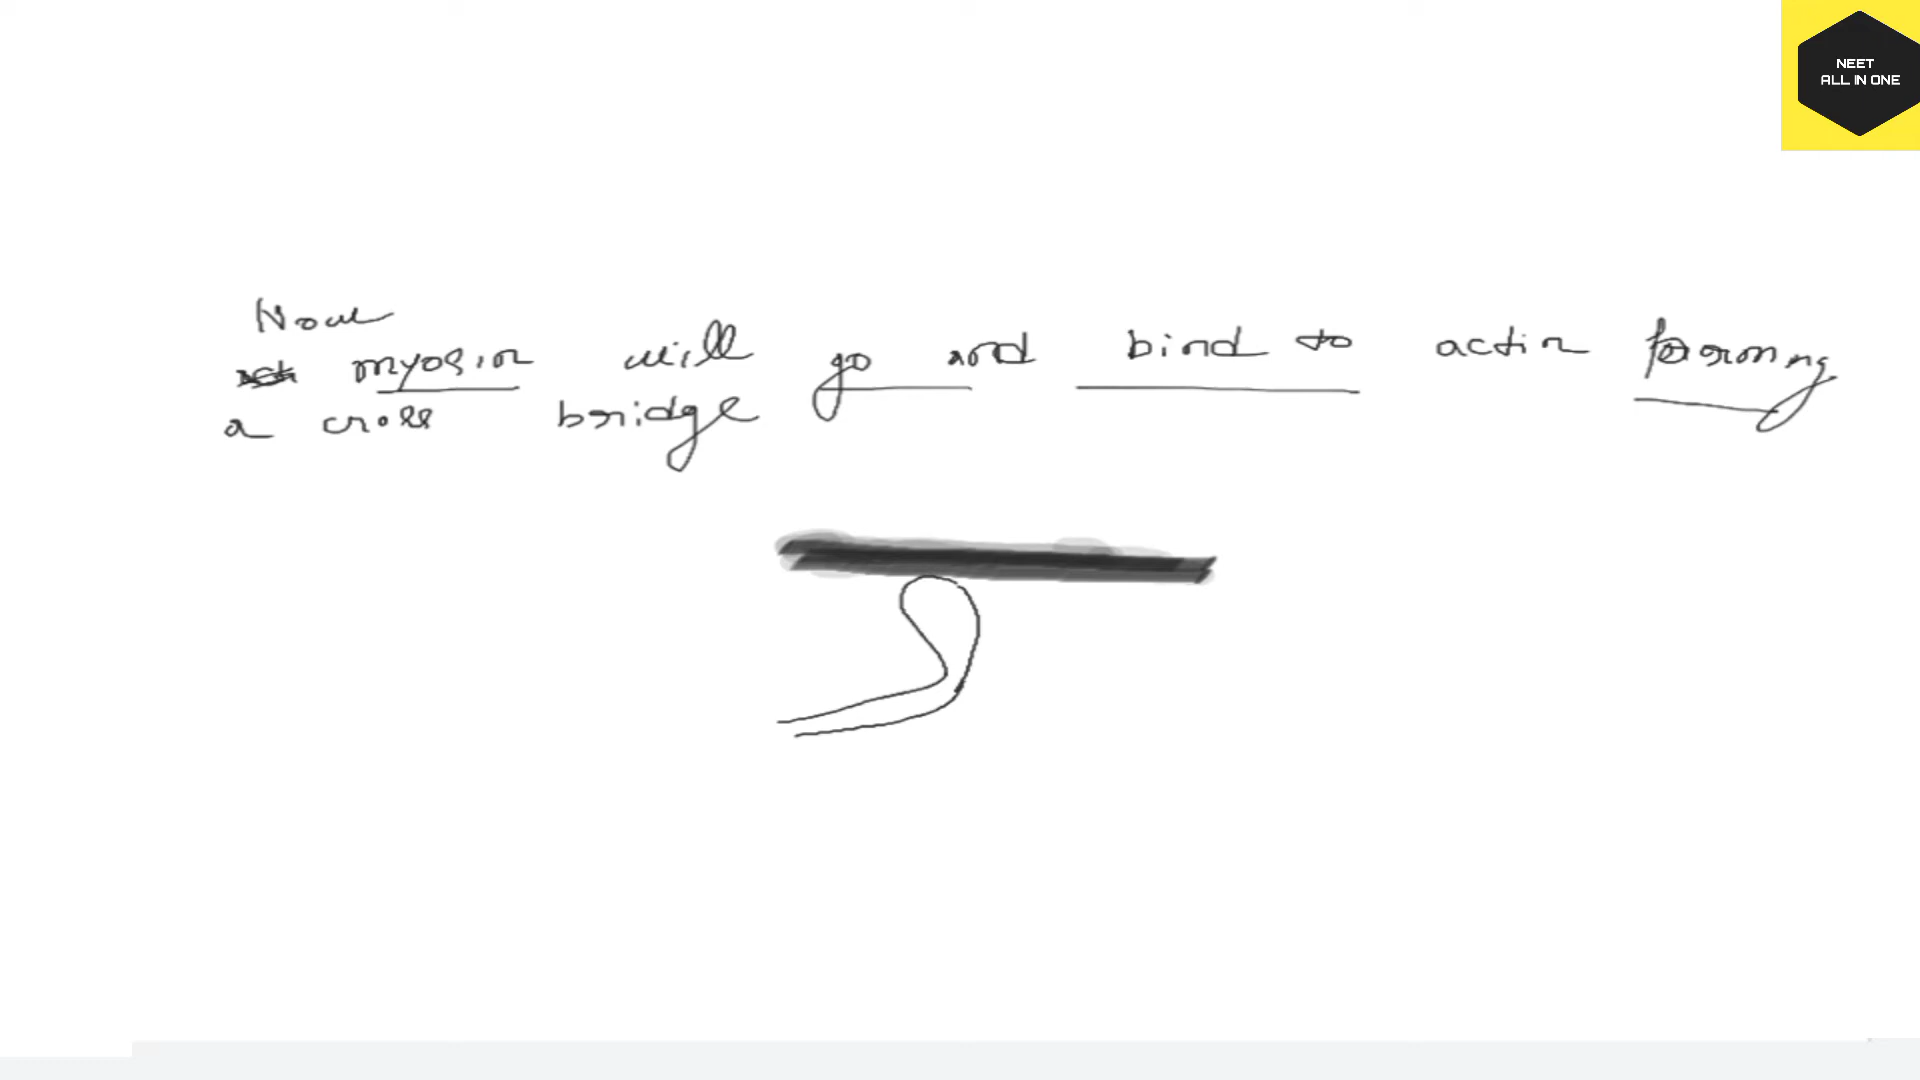 NEET
ALL IN ONE
Now
myosin will go and bind to actin forming
a cross bridge